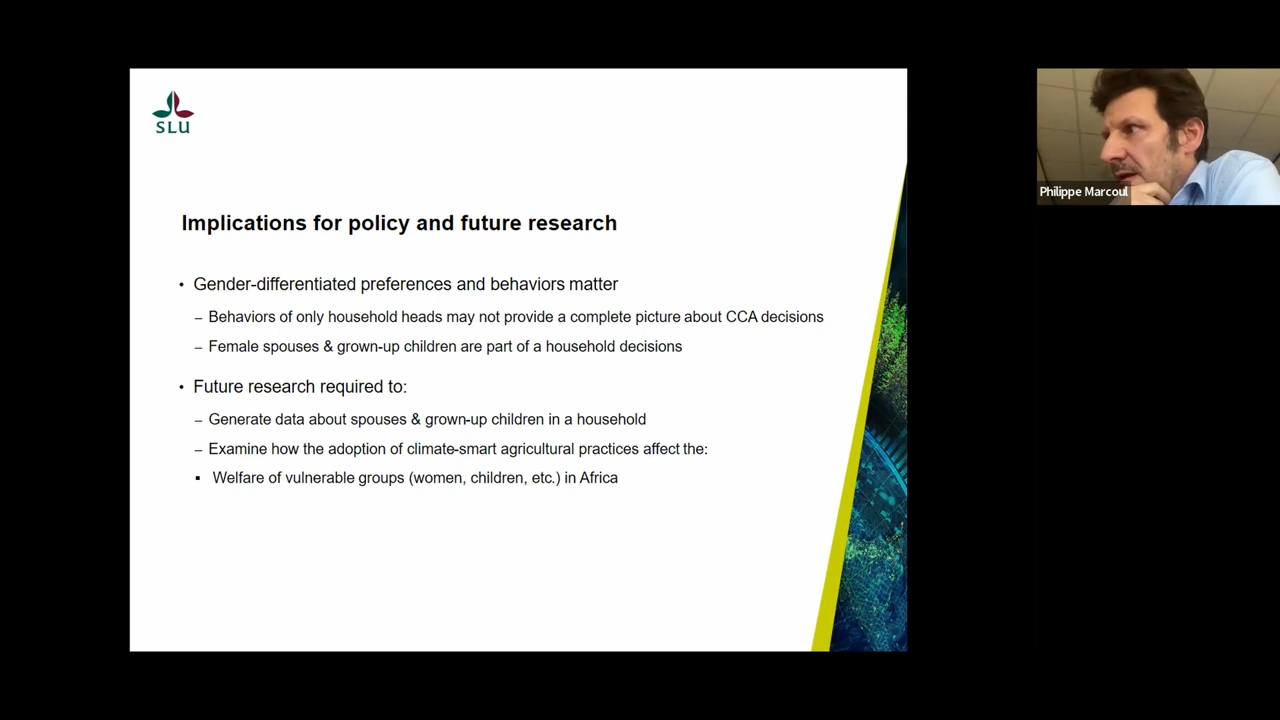 SLU
Implications for policy and future research
• Gender-differentiated preferences and behaviors matter
– Behaviors of only household heads may not provide a complete picture about CCA decisions
– Female spouses & grown-up children are part of a household decisions
• Future research required to:
– Generate data about spouses & grown-up children in a household
– Examine how the adoption of climate-smart agricultural practices affect the:
▪ Welfare of vulnerable groups (women, children, etc.) in Africa
Philippe Marcoul